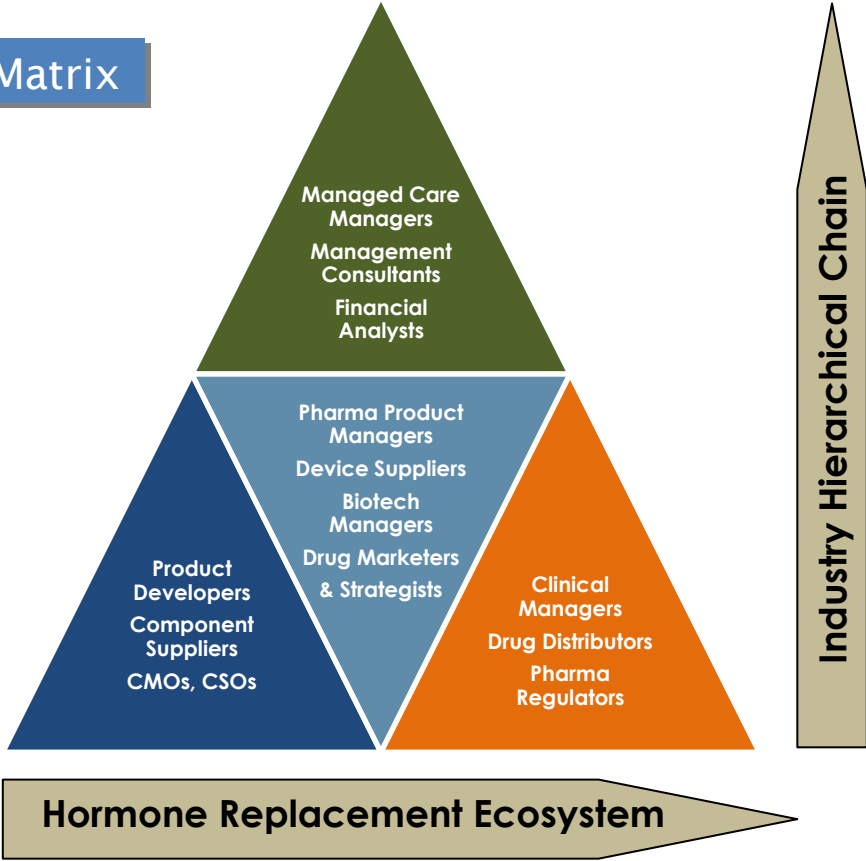 Matrix
Managed Care
Managers
Management
Consultants
Financial
Analysts
Pharma Product
Managers
Device Suppliers
Biotech
Managers
Drug Marketers
& Strategists
Product
Developers
Component
Suppliers
CMOs, CSOs
Clinical
Managers
Drug Distributors
Pharma
Regulators
Industry Hierarchical Chain
Hormone Replacement Ecosystem